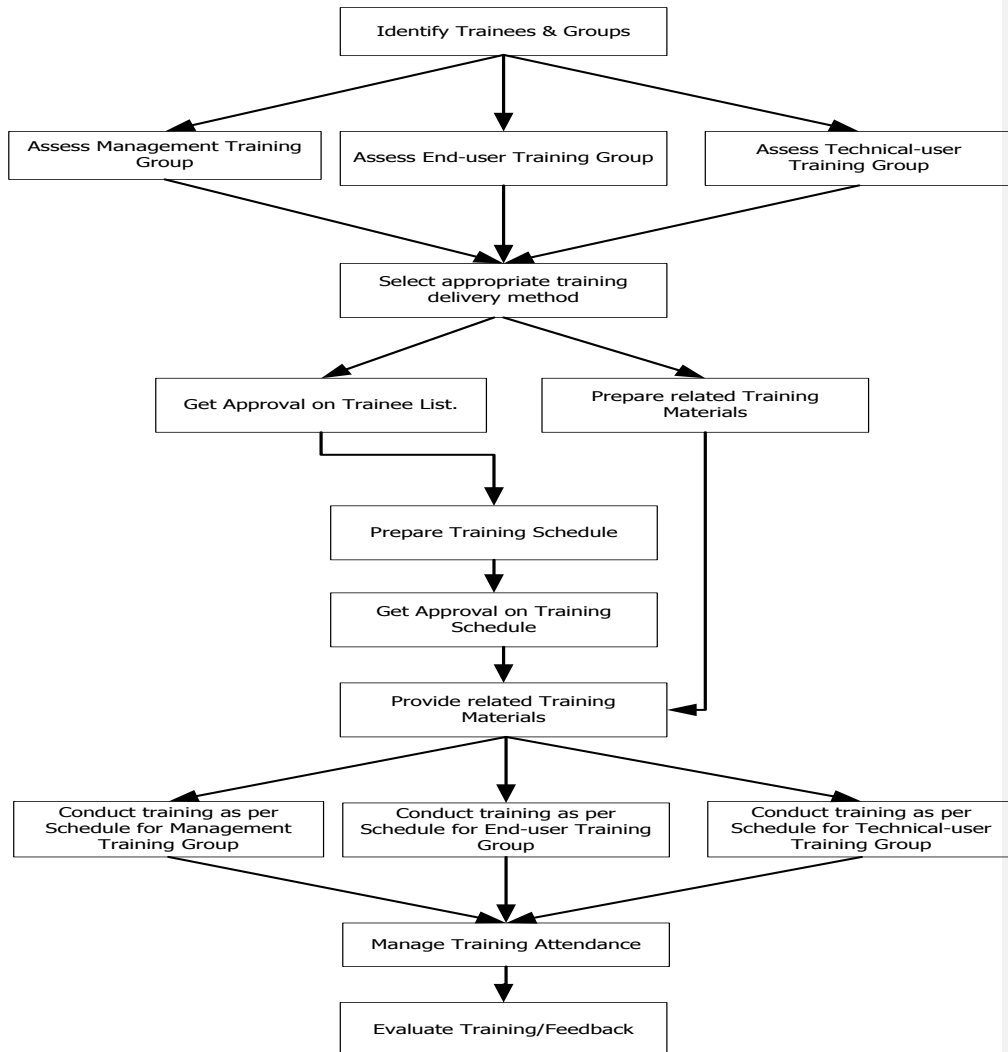 Identify Trainees & Groups
Assess Management Training
Group
Assess End-user Training Group
Assess Technical-user
Training Group
Select appropriate training
delivery method
Get Approval on Trainee List.
Prepare related Training
Materials
Prepare Training Schedule
Get Approval on Training
Schedule
Provide related Training
Materials
Conduct training as per
Schedule for Management
Training Group
Conduct training as per
Schedule for End-user Training
Group
Conduct training as per
Schedule for Technical-user
Training Group
Manage Training Attendance
Evaluate Training/Feedback